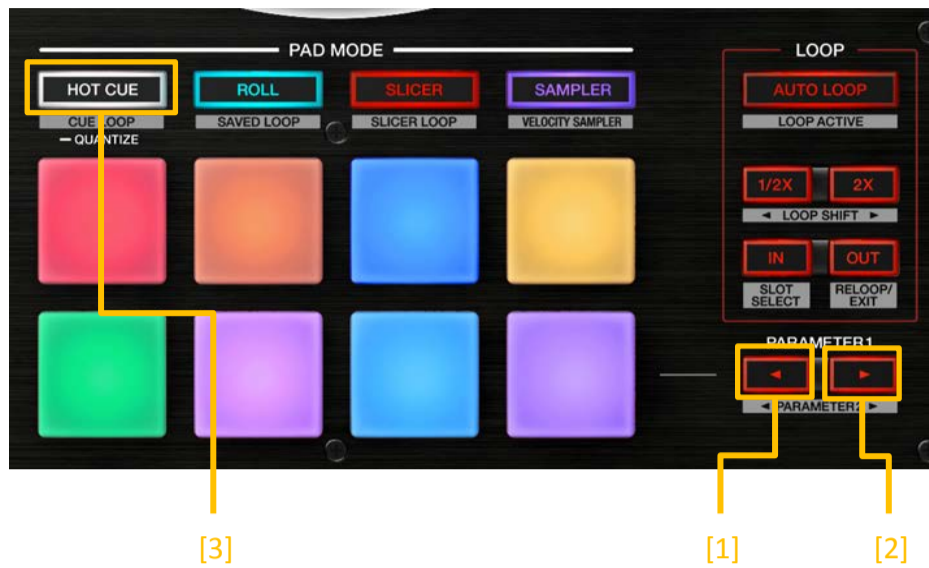 PAD MODE
HOT CUE
ROLL
SLICER
SAMPLER
CUE LOOP
SAVED LOOP
SLICER LOOP
VELOCITY SAMPLER
— QUANTIZE
LOOP
AUTO LOOP
LOOP ACTIVE
1/2X
2X
◄ LOOP SHIFT ►
IN
OUT
SLOT
SELECT
RELOOP/
EXIT
PARAMETER1
◄
►
◄ PARAMETER2 ►
[3]
[1]
[2]